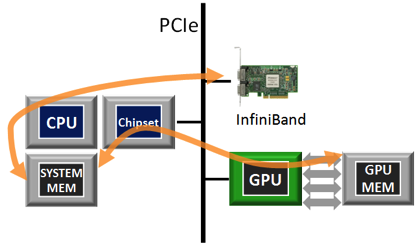 PCIe
InfiniBand
CPU
Chipset
SYSTEM
MEM
GPU
GPU
MEM